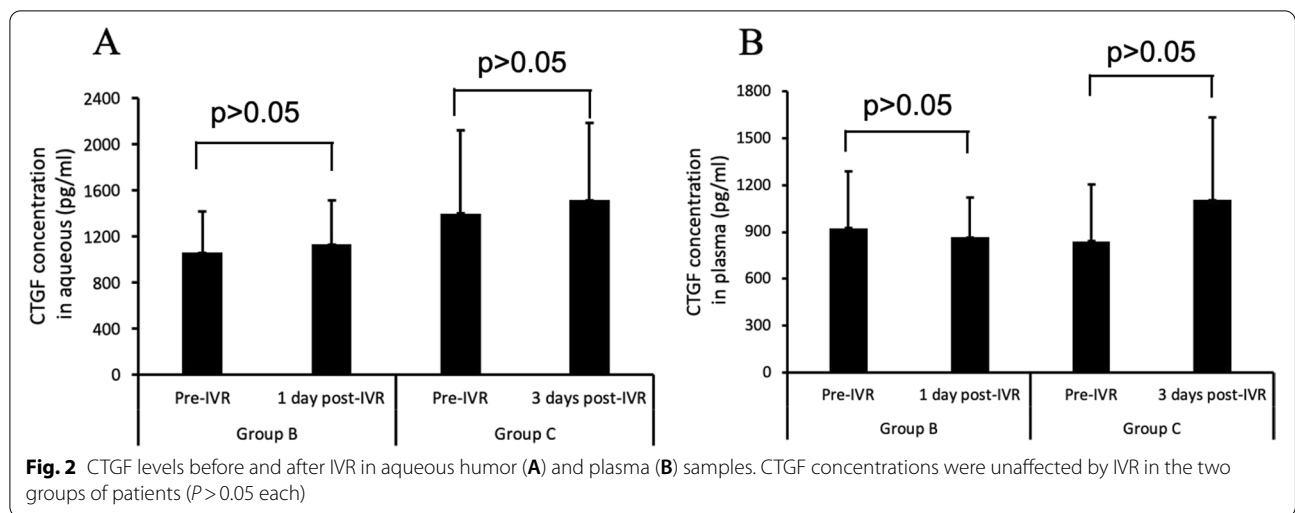 A
p>0.05
p>0.05
CTGF concentration
in aqueous (pg/ml)
2400
2000
1600
1200
800
400
0
Pre-IVR
1 day post-IVR
Pre-IVR
3 days post-IVR
Group B
Group C
B
p>0.05
p>0.05
CTGF concentration
in plasma (pg/ml)
1800
1500
1200
900
600
300
0
Pre-IVR
1 day post-IVR
Pre-IVR
3 days post-IVR
Group B
Group C
Fig. 2 CTGF levels before and after IVR in aqueous humor (A) and plasma (B) samples. CTGF concentrations were unaffected by IVR in the two
groups of patients (P > 0.05 each)